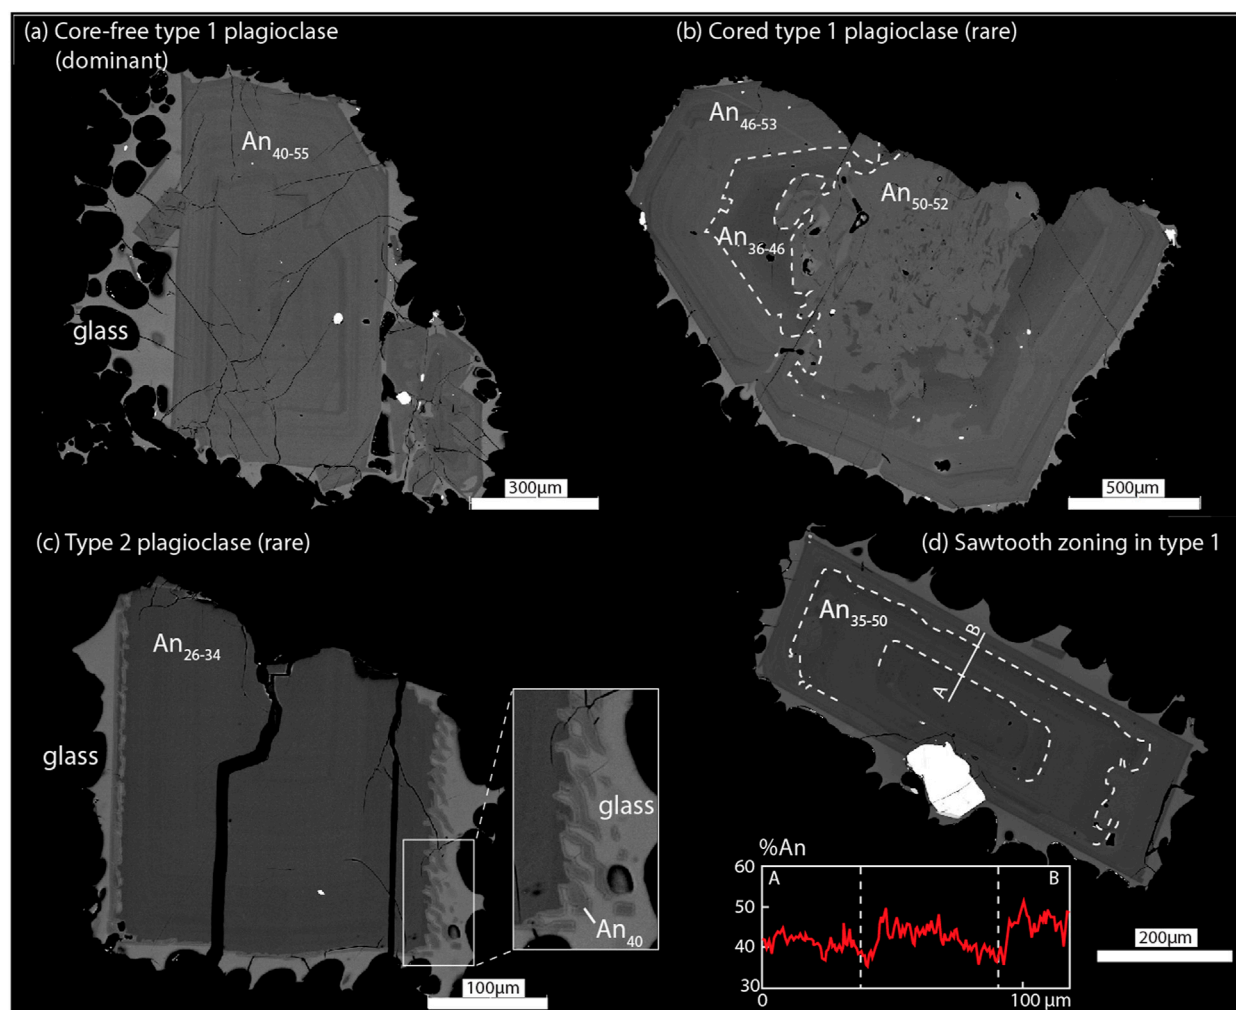 (a) Core-free type 1 plagioclase
(dominant)
An40-55
glass
300μm
(b) Cored type 1 plagioclase (rare)
An46-53
An50-52
An36-46
500μm
(c) Type 2 plagioclase (rare)
An26-34
glass
glass
An40
100μm
(d) Sawtooth zoning in type 1
An35-50
B
A
%An
60
50
40
30
A
B
0
100 μm
200μm